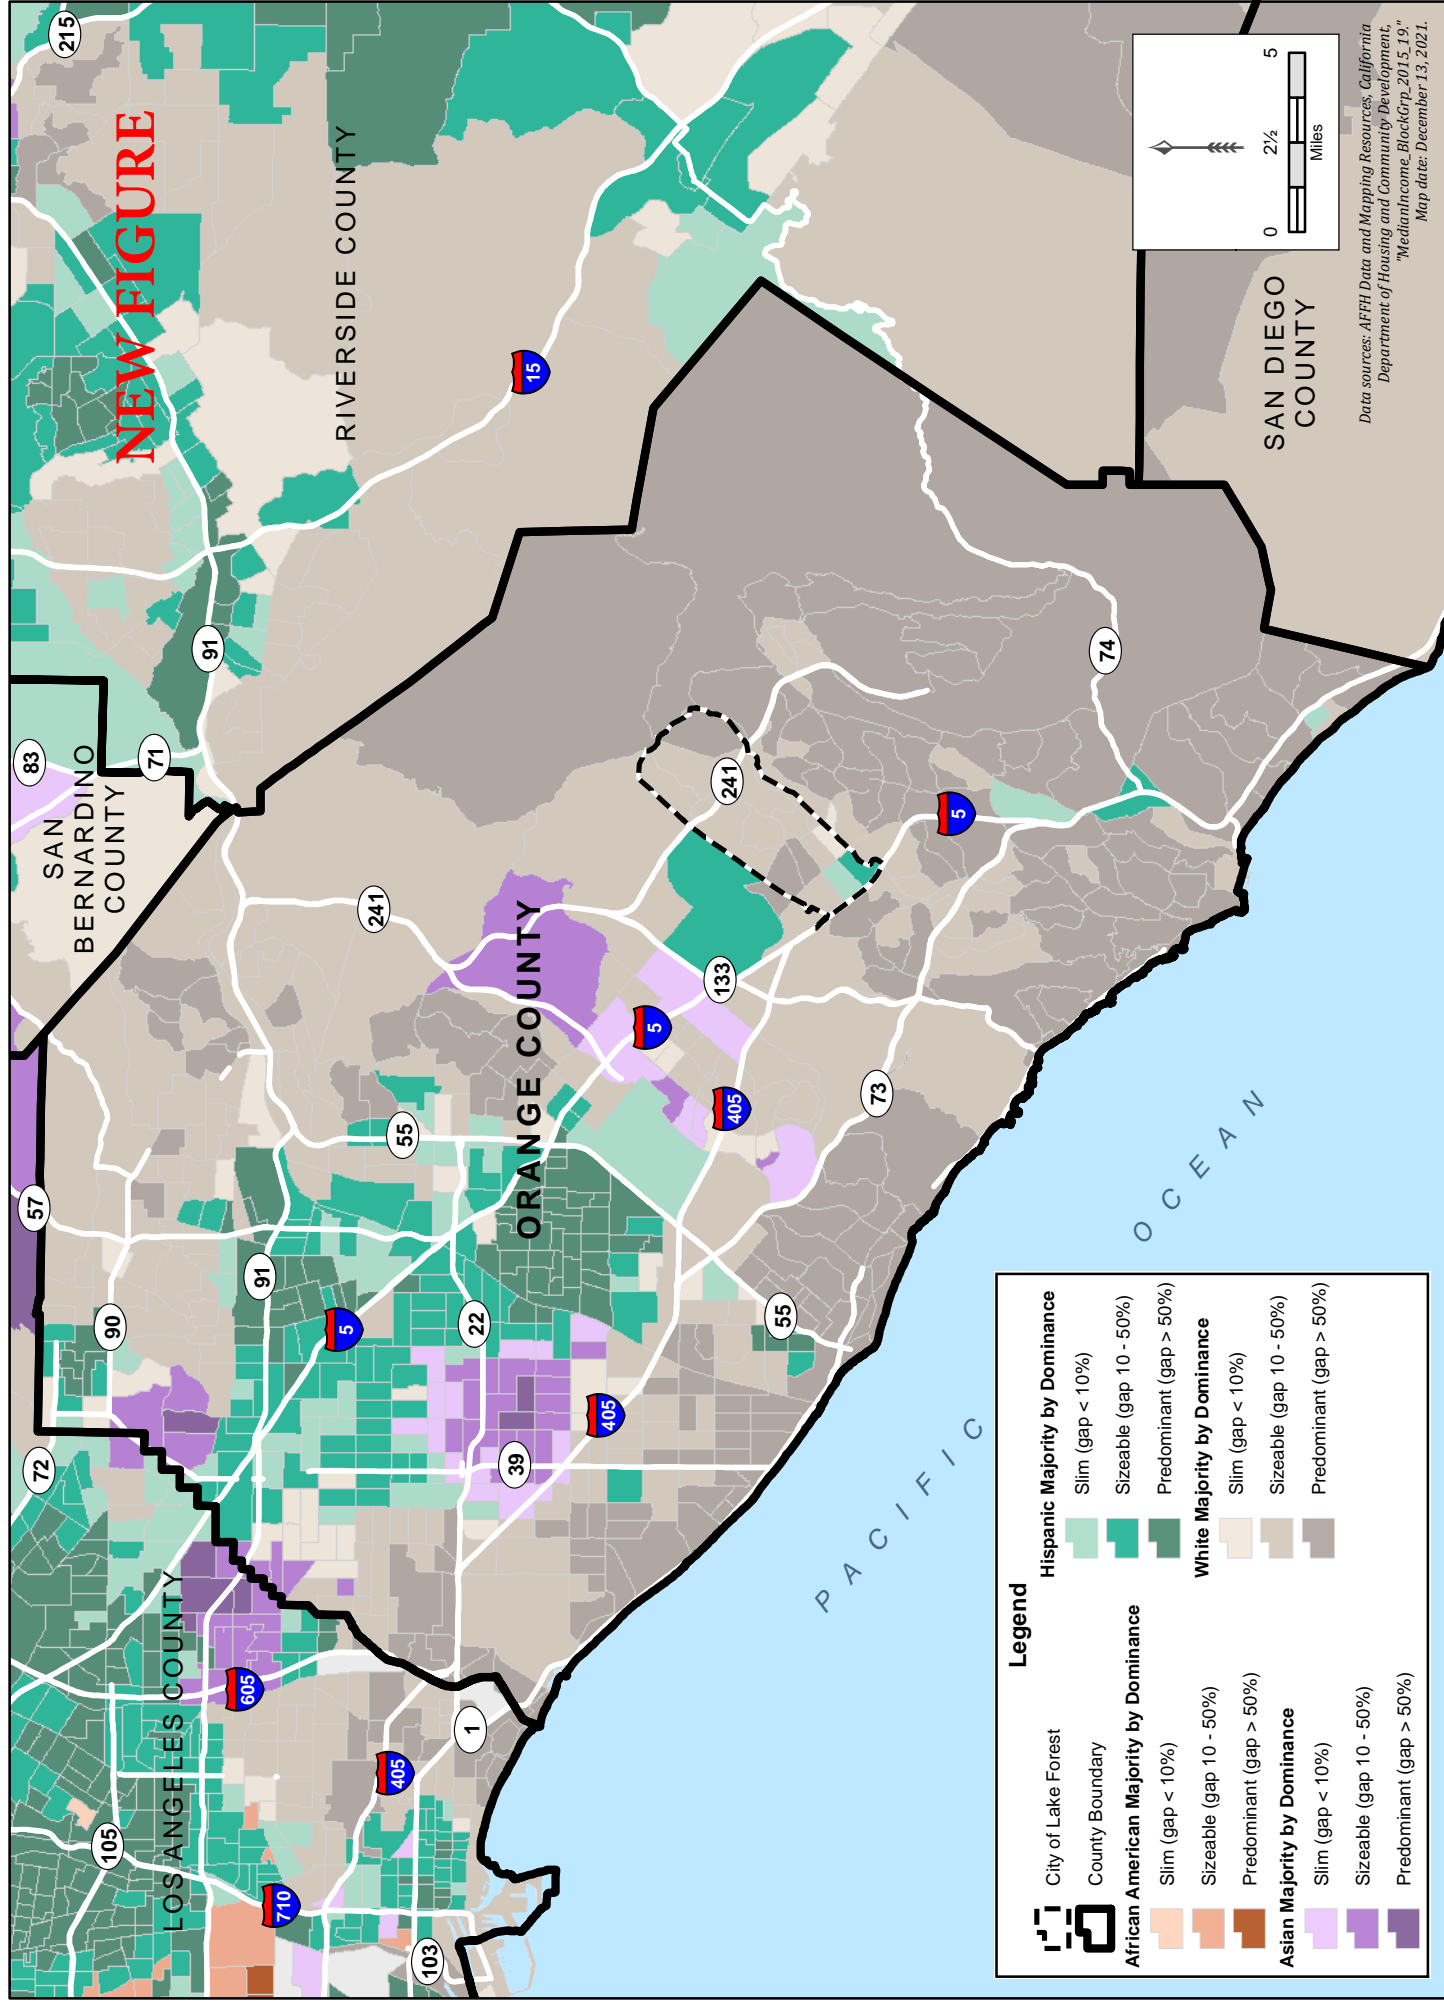 NEW FIGURE
215
83
SAN
BERNARDINO
COUNTY
71
91
RIVERSIDE COUNTY
15
57
90
72
241
55
91
5
ORANGE COUNTY
LOS ANGELES COUNTY
605
105
710
405
103
1
22
39
405
5
133
241
405
73
55
5
74
SAN DIEGO
COUNTY
PACIFIC
OCEAN
0
2½
5
Miles
Data sources: AFFH Data and Mapping Resources, California
Department of Housing and Community Development,
"MedianIncome_BlockGrp_2015_19."
Map date: December 13, 2021.
Legend
City of Lake Forest
County Boundary
African American Majority by Dominance
Slim (gap < 10%)
Sizeable (gap 10 - 50%)
Predominant (gap > 50%)
Asian Majority by Dominance
Slim (gap < 10%)
Sizeable (gap 10 - 50%)
Predominant (gap > 50%)
Hispanic Majority by Dominance
Slim (gap < 10%)
Sizeable (gap 10 - 50%)
Predominant (gap > 50%)
White Majority by Dominance
Slim (gap < 10%)
Sizeable (gap 10 - 50%)
Predominant (gap > 50%)